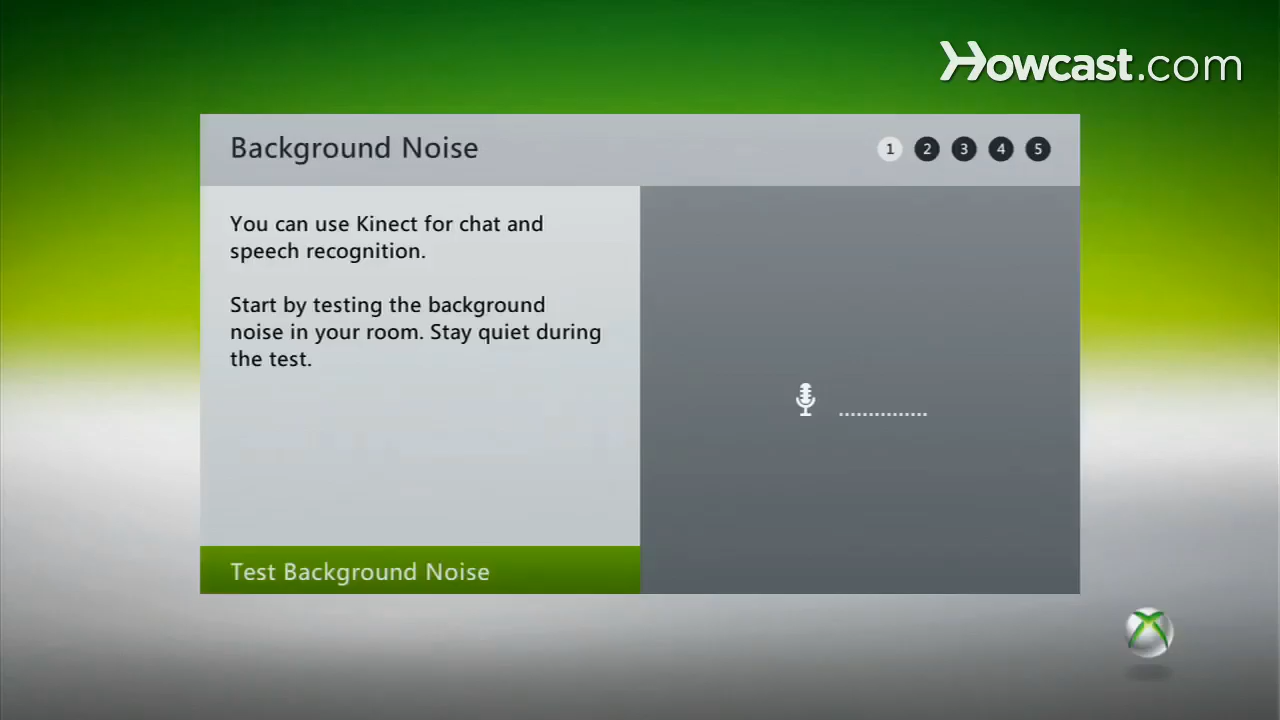 Howcast.com
Background Noise
1 2 3 4 5
You can use Kinect for chat and
speech recognition.
Start by testing the background
noise in your room. Stay quiet during
the test.
Test Background Noise